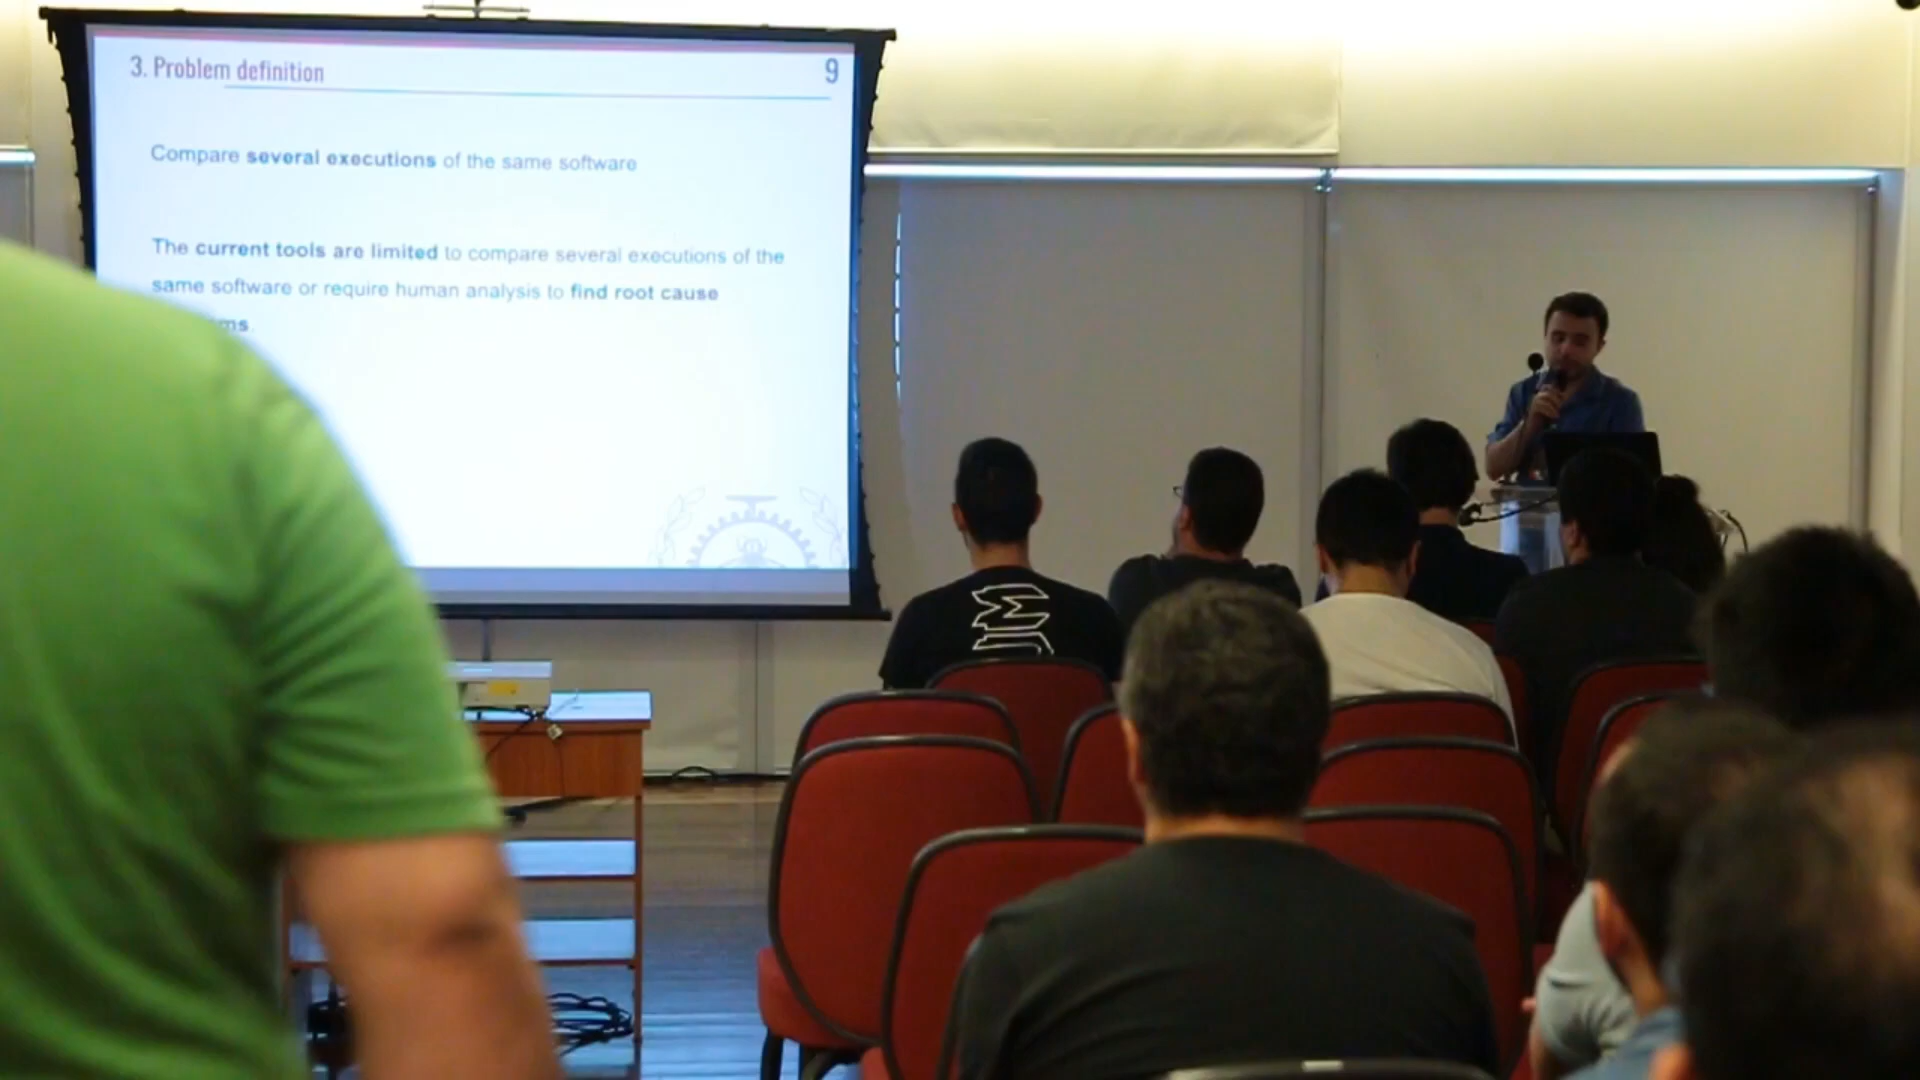 3. Problem definition 9
Compare several executions of the same software
The current tools are limited to compare several executions of the
same software or require human analysis to find root cause